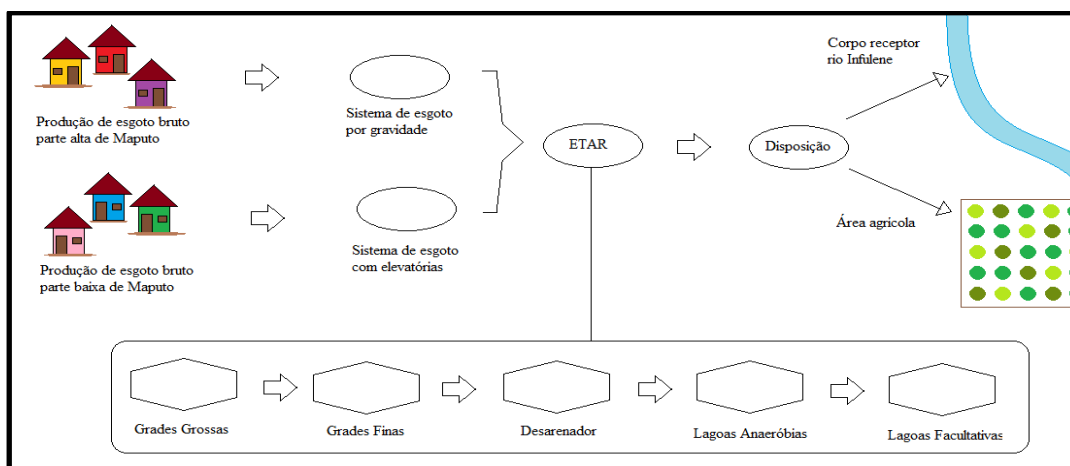 Produção de esgoto bruto
parte alta de Maputo
Sistema de esgoto
por gravidade
Produção de esgoto bruto
parte baixa de Maputo
Sistema de esgoto
com elevatórias
ETAR
Disposição
Corpo receptor
rio Infulene
Área agricola
Grades Grossas
Grades Finas
Desarenador
Lagoas Anaeróbias
Lagoas Facultativas